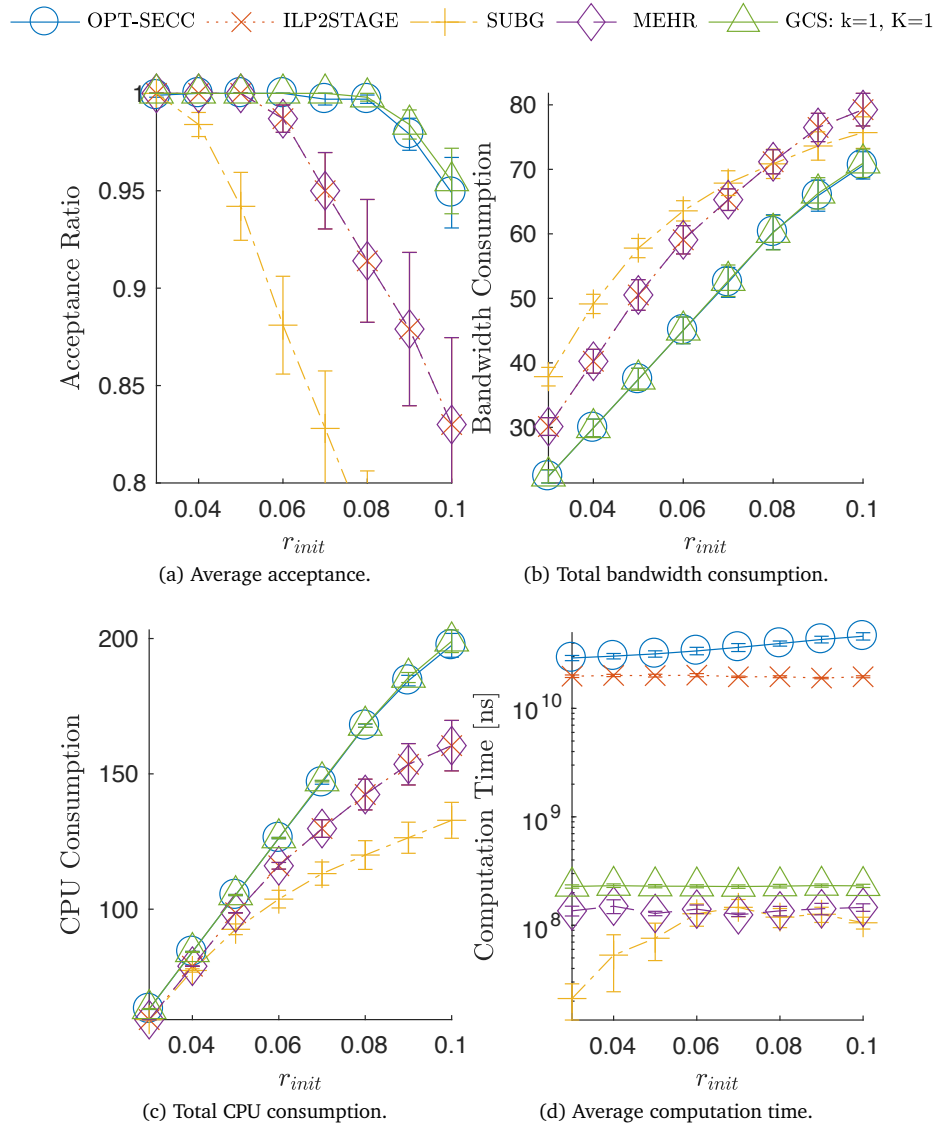 OPT-SECC ILP2STAGE SUBG MEHR GCS: k=1, K=1
1
0.95
0.9
0.85
0.8
Acceptance Ratio
0.04 0.06 0.08 0.1
r_init
(a) Average acceptance.
80
70
60
50
40
30
Bandwidth Consumption
0.04 0.06 0.08 0.1
r_init
(b) Total bandwidth consumption.
200
150
100
CPU Consumption
0.04 0.06 0.08 0.1
r_init
(c) Total CPU consumption.
10^10
10^9
10^8
Computation Time [ns]
0.04 0.06 0.08 0.1
r_init
(d) Average computation time.